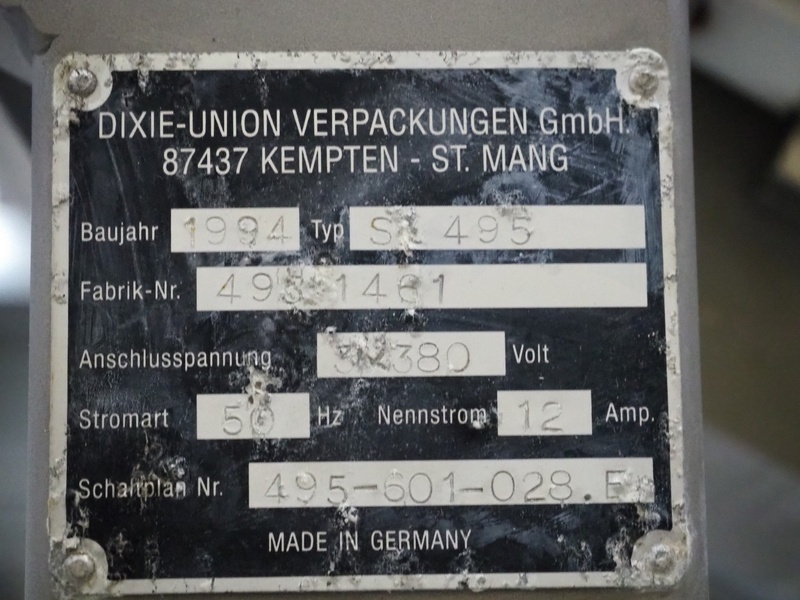 DIXIE-UNION VERPACKUNGEN GmbH.
87437 KEMPTEN - ST. MANG
Baujahr 1994 Typ 495
Fabrik-Nr.
Anschlusspannung 3x380 Volt
Stromart 50 Hz Nennstrom 12 Amp.
Schaltplan Nr. 495-601-028.
MADE IN GERMANY